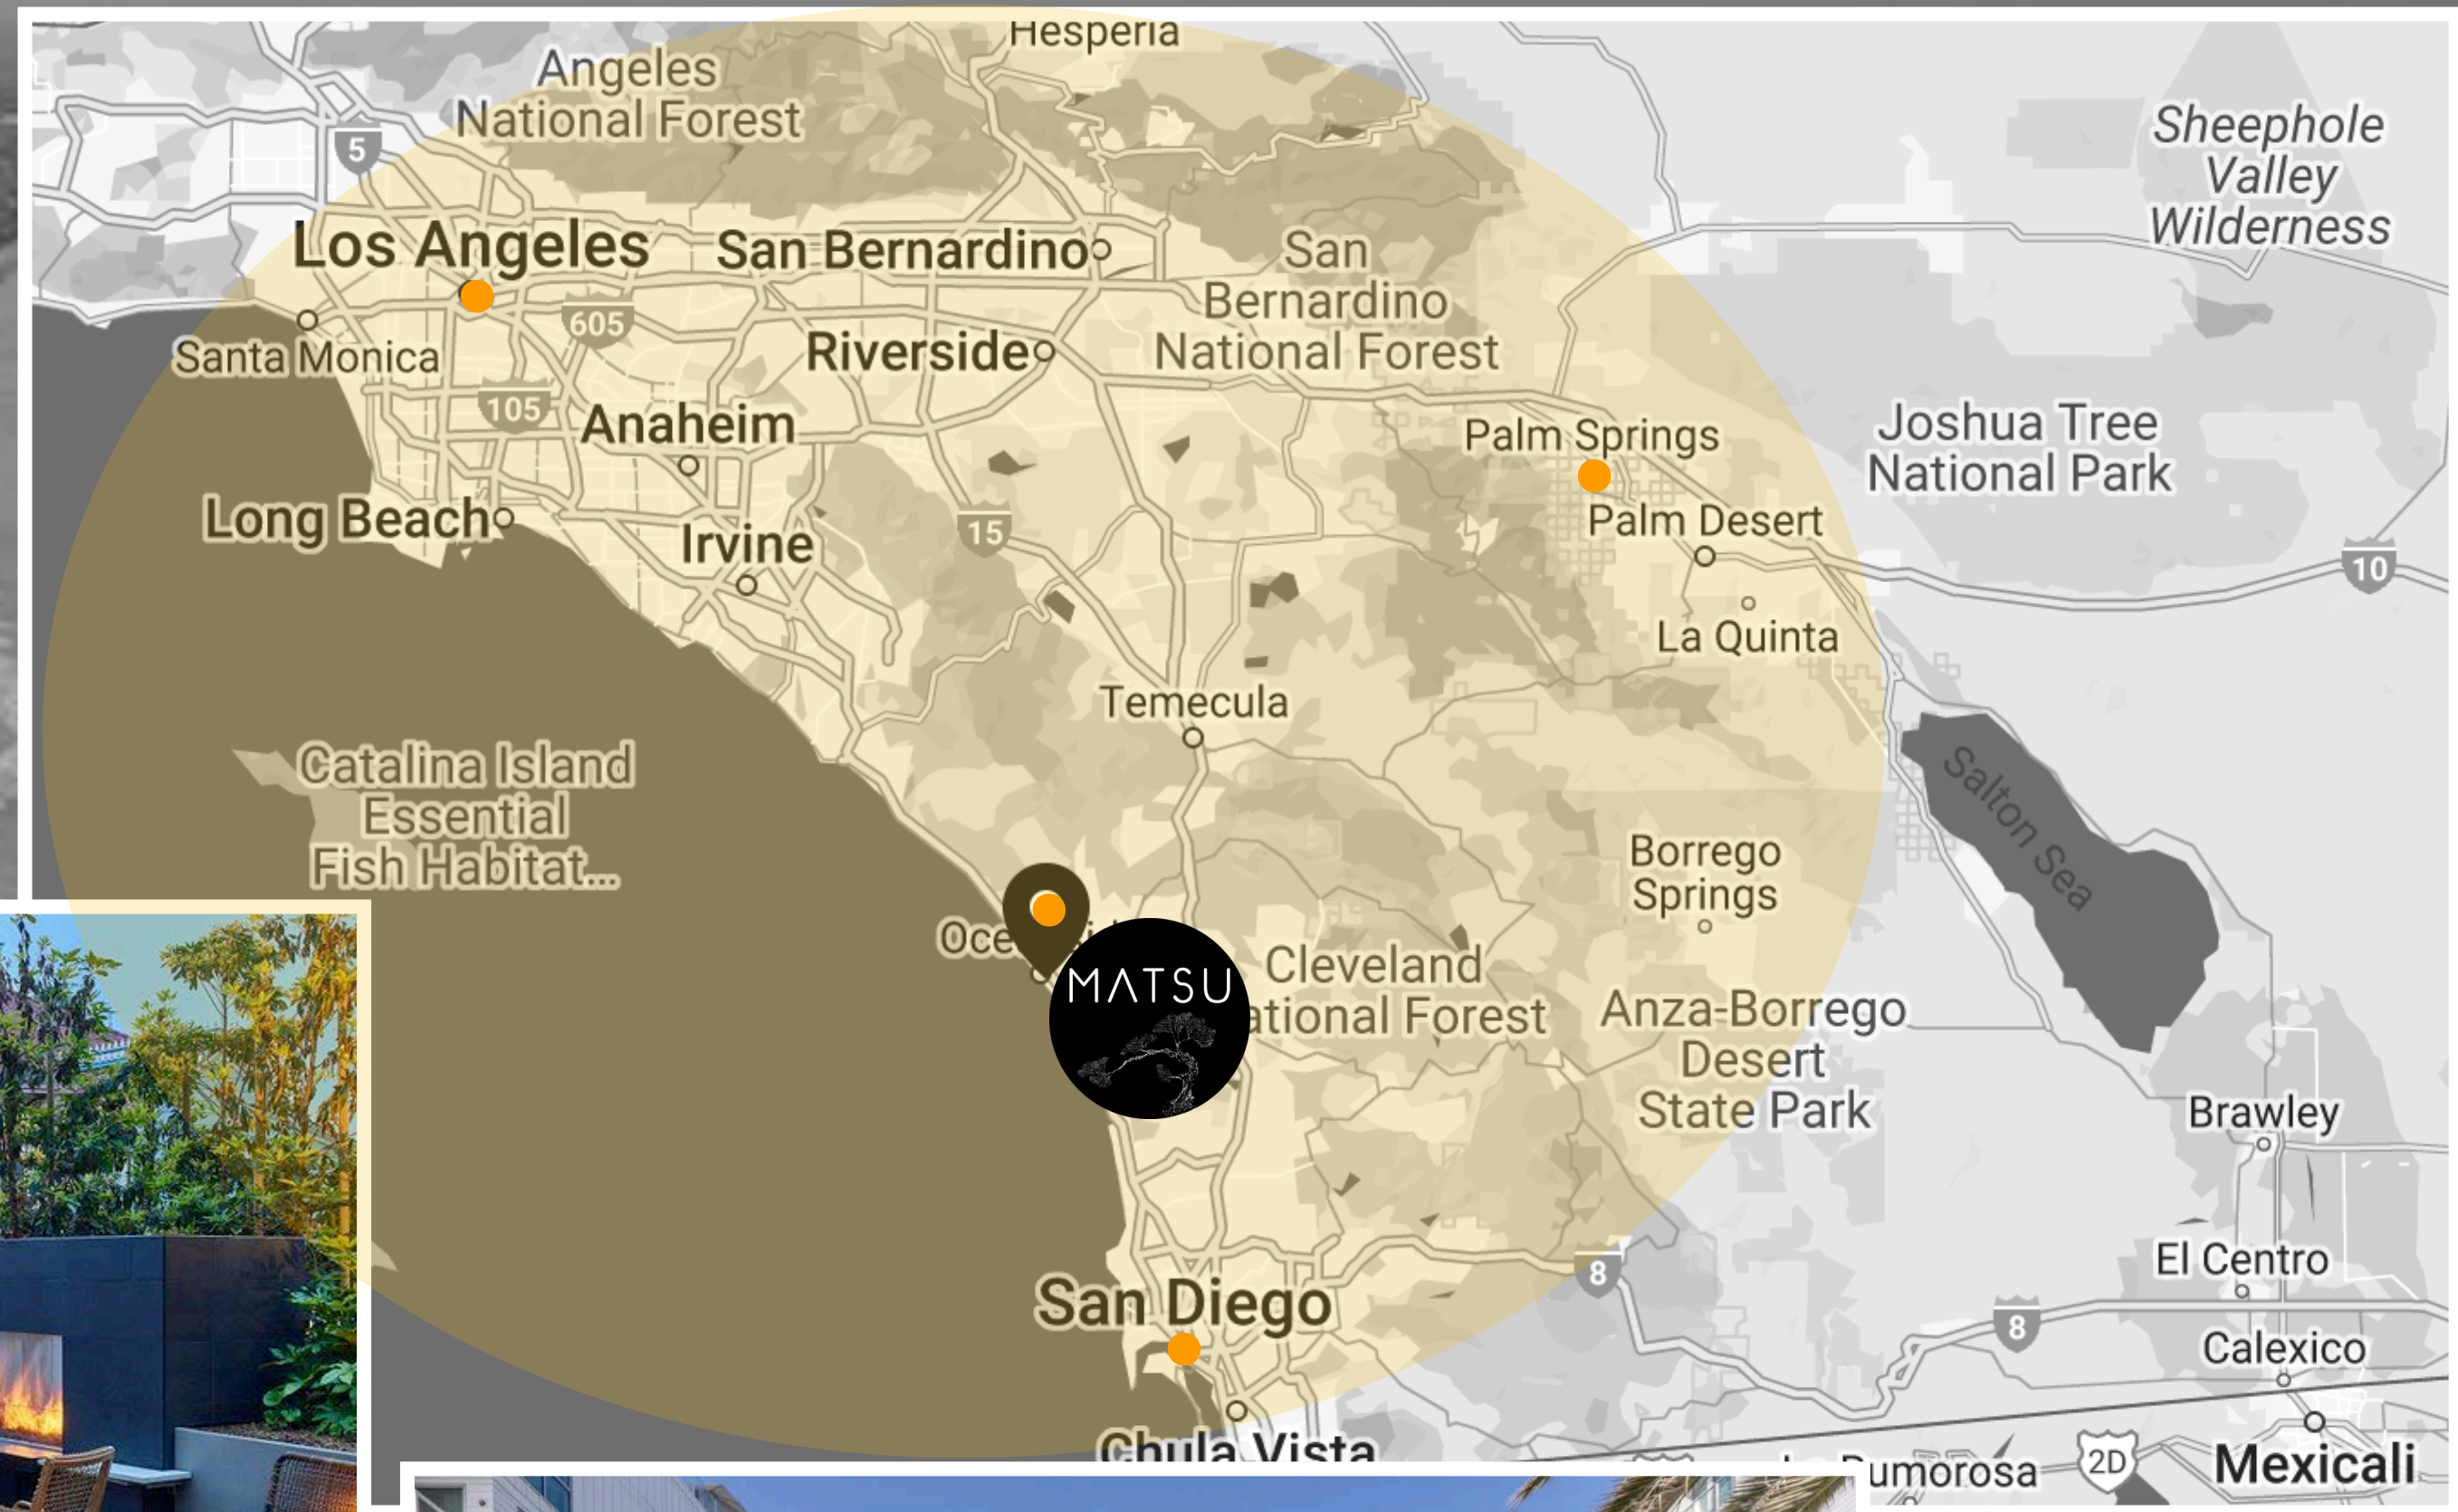 Hesperia
Angeles
National Forest
5
Sheephole
Valley
Wilderness
Los Angeles
San Bernardino
San
Bernardino
National Forest
605
Santa Monica
Riverside
105
Anaheim
Palm Springs
Joshua Tree
National Park
Long Beach
Irvine
15
Palm Desert
10
La Quinta
Temecula
Catalina Island
Essential
Fish Habitat...
Salton Sea
Borrego
Springs
MATSU
Cleveland
ational Forest
Anza-Borrego
Desert
State Park
Brawley
San Diego
8
El Centro
8
Calexico
Chula Vista
2D
Mexicali